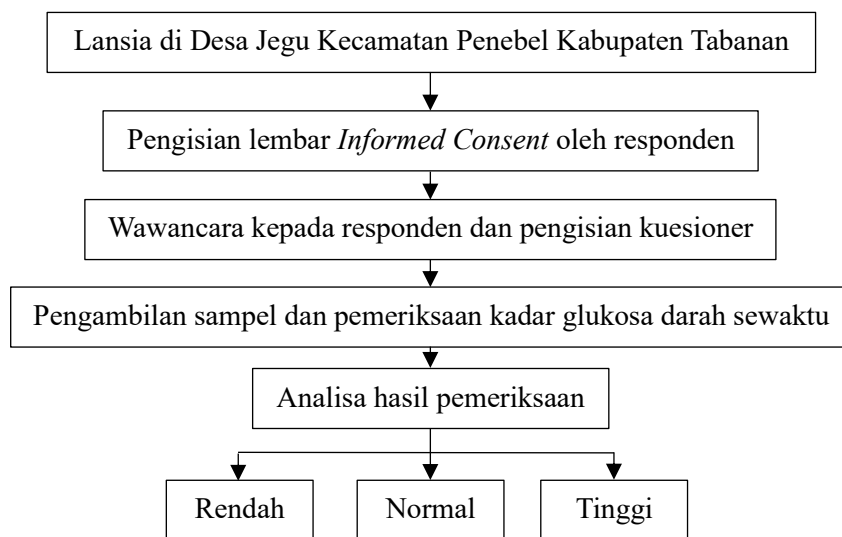 Lansia di Desa Jegu Kecamatan Penebel Kabupaten Tabanan
Pengisian lembar Informed Consent oleh responden
Wawancara kepada responden dan pengisian kuesioner
Pengambilan sampel dan pemeriksaan kadar glukosa darah sewaktu
Analisa hasil pemeriksaan
Rendah
Normal
Tinggi